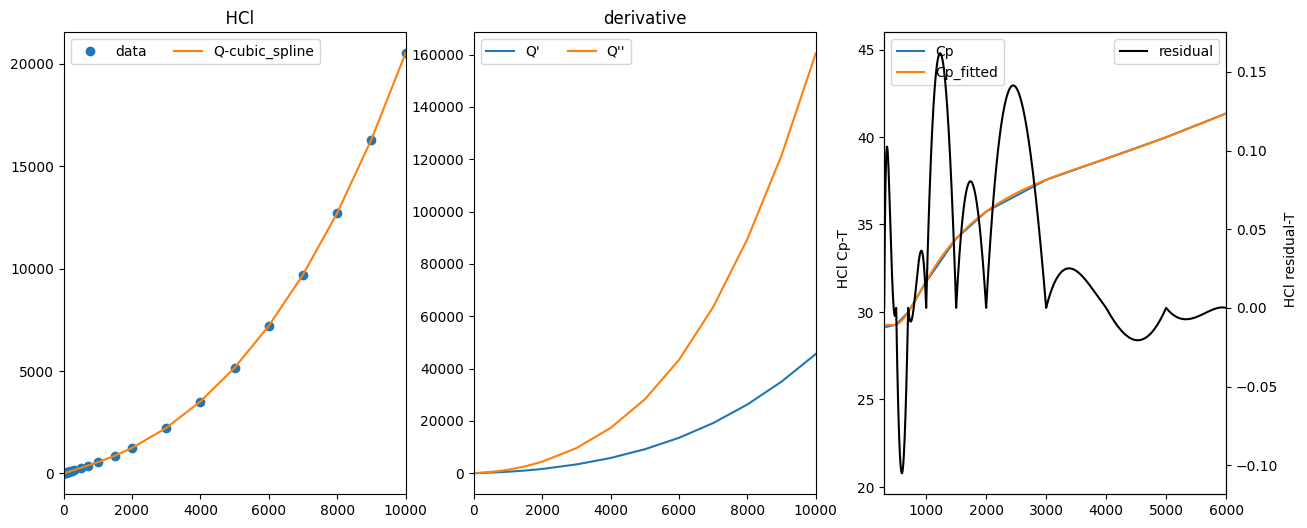 HCl
data
Q-cubic_spline
20000
15000
10000
5000
0
0 2000 4000 6000 8000 10000
derivative
Q'
Q''
160000
140000
120000
100000
80000
60000
40000
20000
0
0 2000 4000 6000 8000 10000
Cp
Cp_fitted
residual
HCl Cp-T
45
40
35
30
25
20
1000 2000 3000 4000 5000 6000
0.15
0.10
0.05
0.00
−0.05
−0.10
HCl residual-T